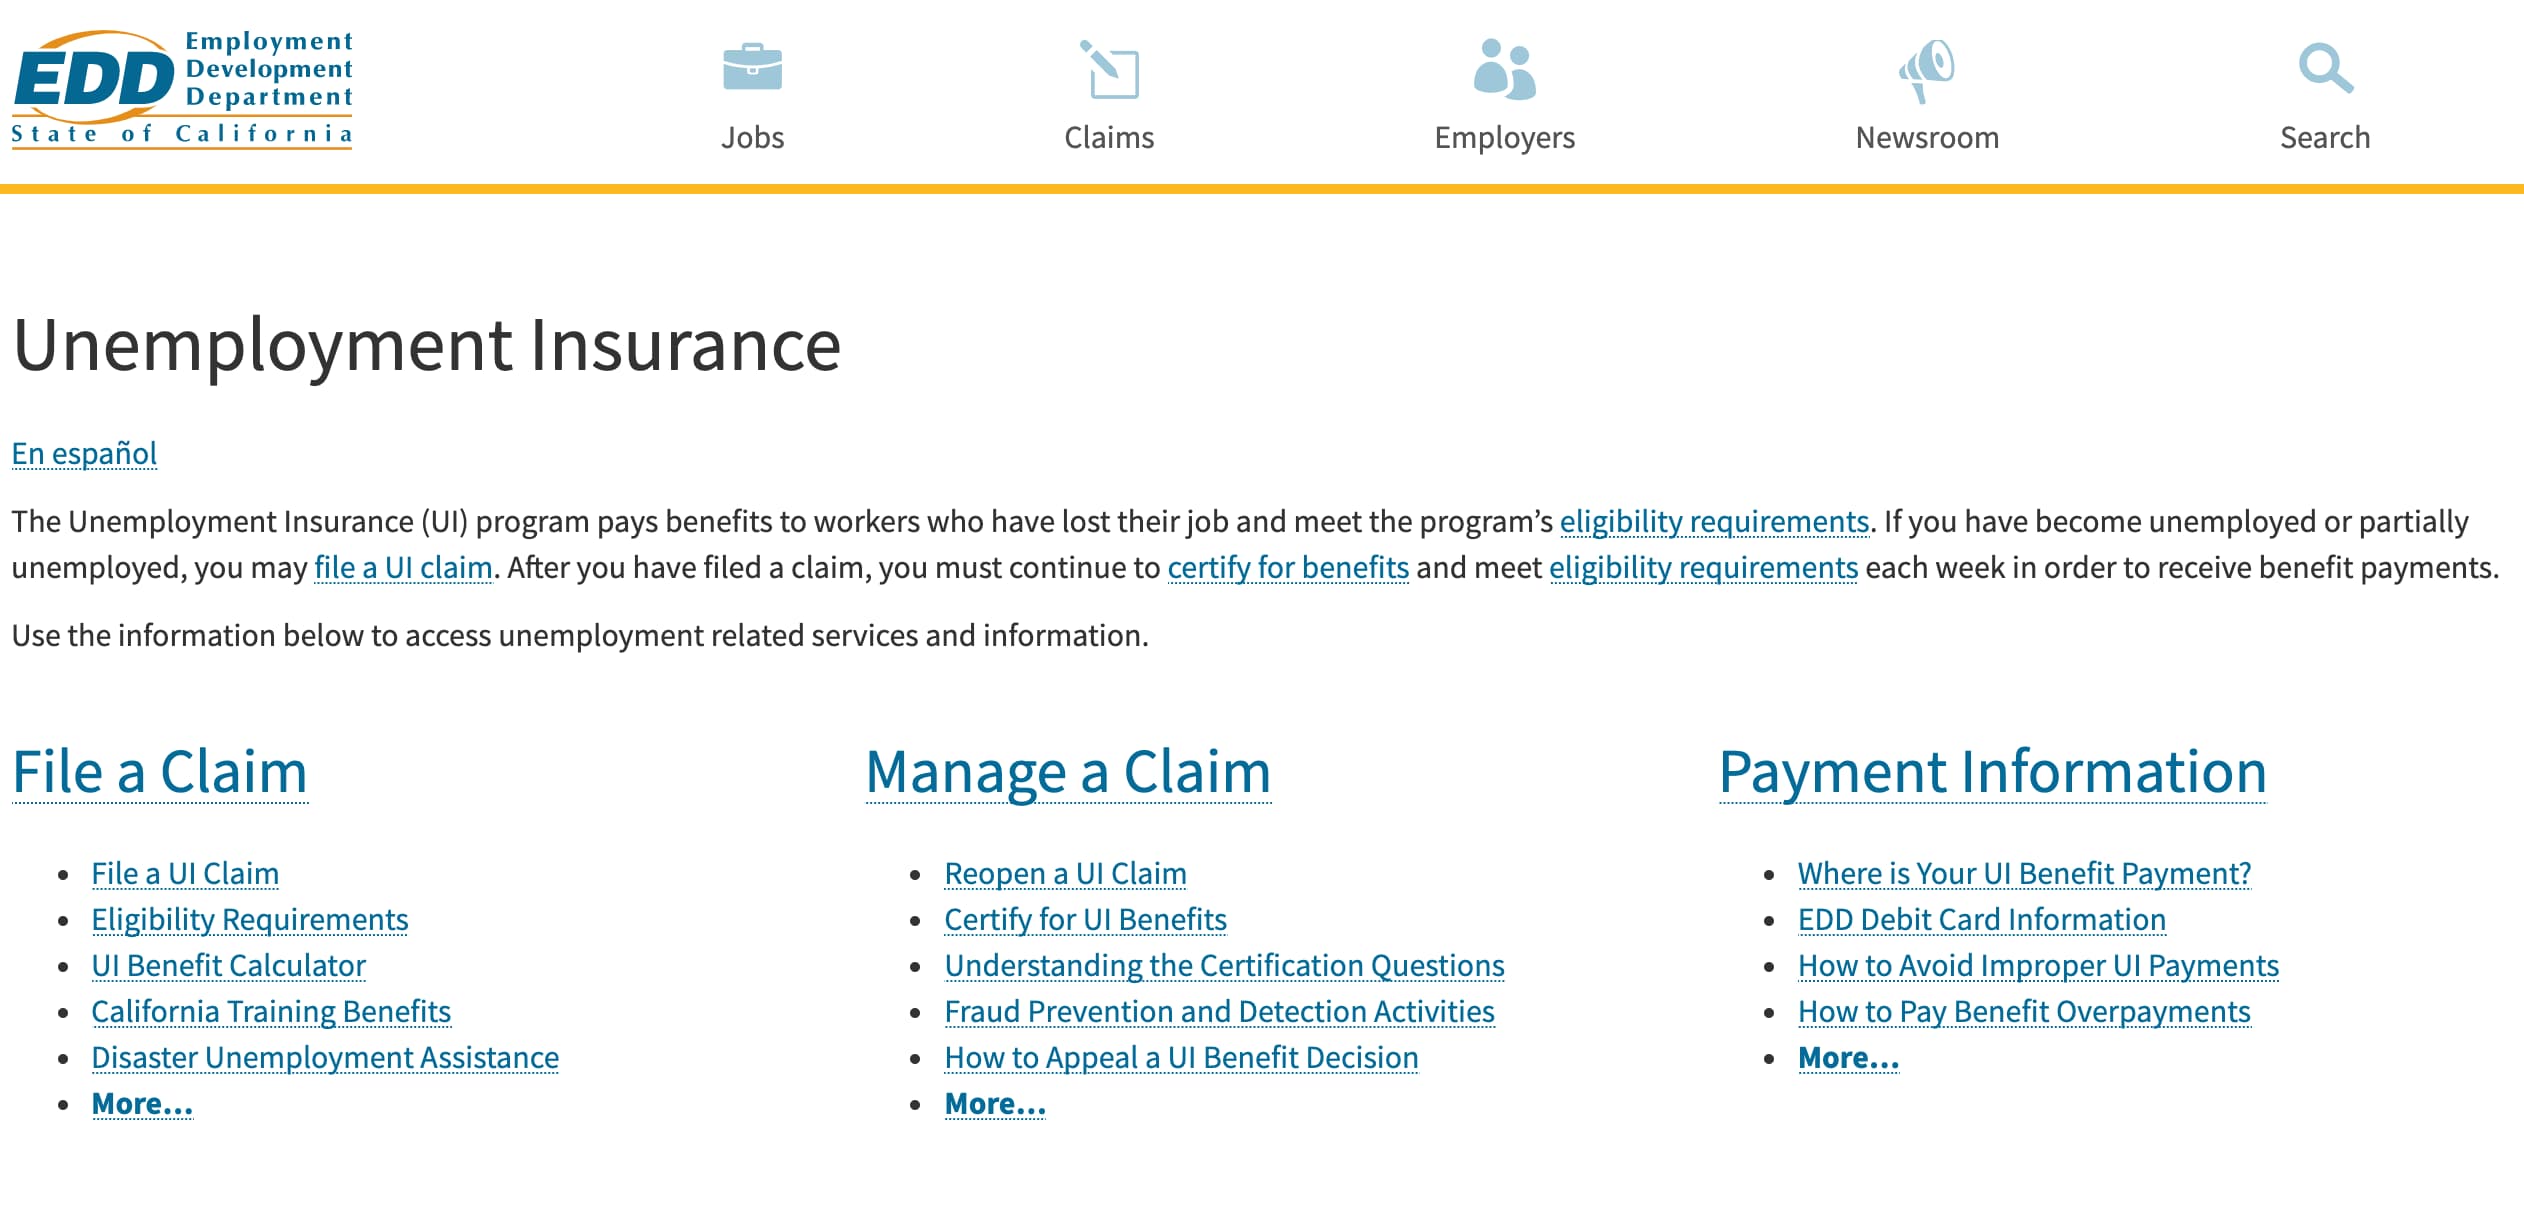 EDD
Employment
Development
Department
State of California
Jobs
Claims
Employers
Newsroom
Search
Unemployment Insurance
En español
The Unemployment Insurance (UI) program pays benefits to workers who have lost their job and meet the program’s eligibility requirements. If you have become unemployed or partially
unemployed, you may file a UI claim. After you have filed a claim, you must continue to certify for benefits and meet eligibility requirements each week in order to receive benefit payments.
Use the information below to access unemployment related services and information.
File a Claim
File a UI Claim
Eligibility Requirements
UI Benefit Calculator
California Training Benefits
Disaster Unemployment Assistance
More...
Manage a Claim
Reopen a UI Claim
Certify for UI Benefits
Understanding the Certification Questions
Fraud Prevention and Detection Activities
How to Appeal a UI Benefit Decision
More...
Payment Information
Where is Your UI Benefit Payment?
EDD Debit Card Information
How to Avoid Improper UI Payments
How to Pay Benefit Overpayments
More...